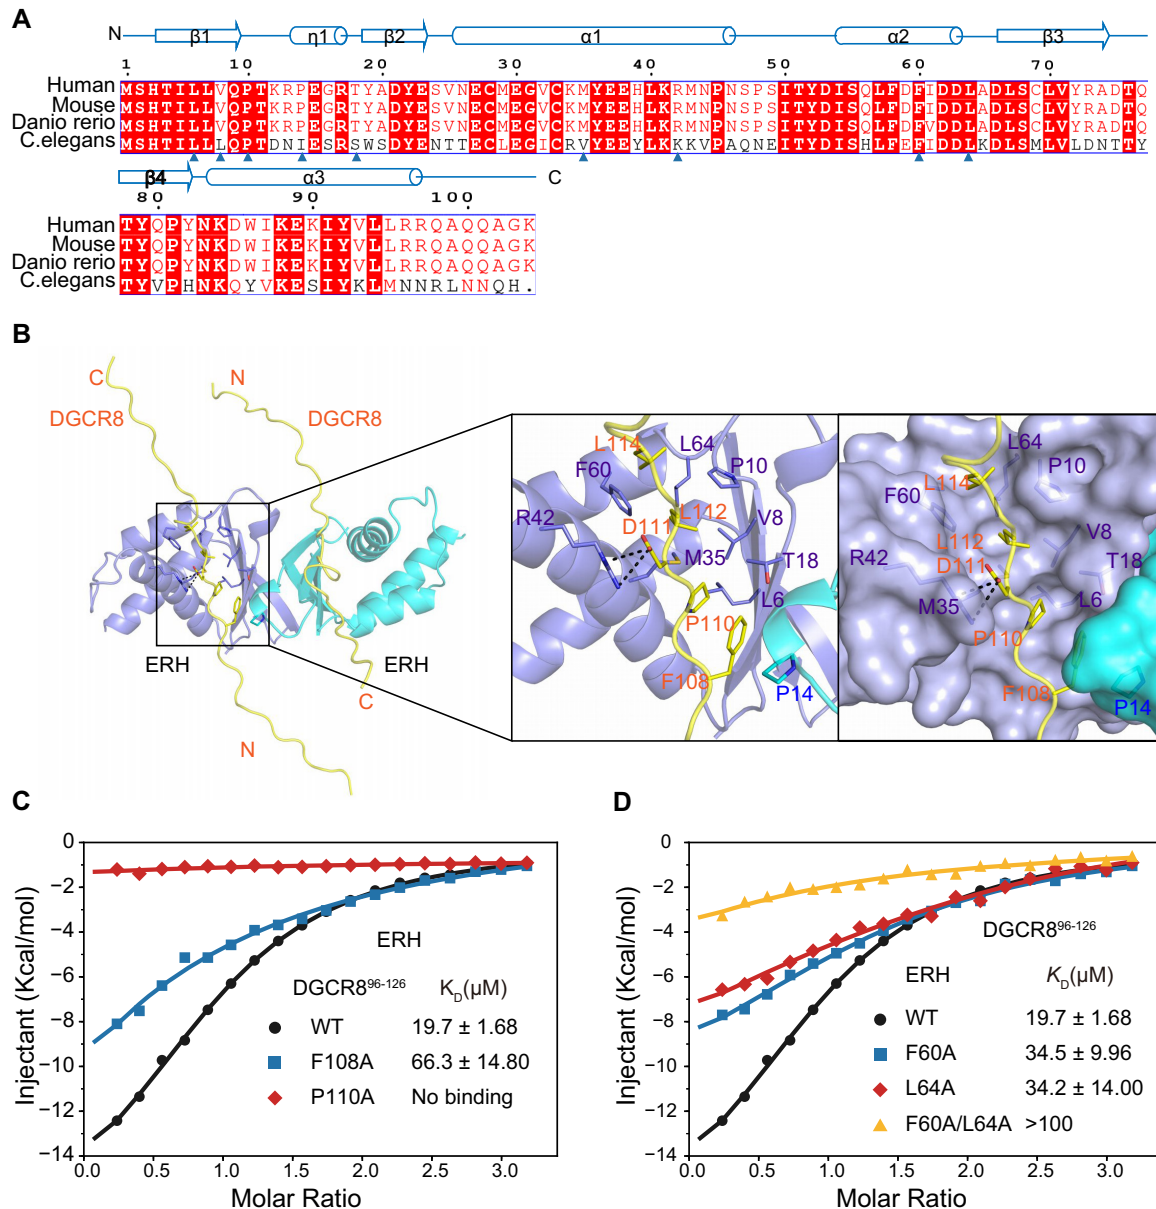 A
N β1 η1 β2 α1 α2 β3
1 10 20 30 40 50 60 70
Human MSHTILLVQPTKRPEGRTYADYESVNECMEGVCKMYEEHLKRMNPNSPSITYDISQLFDFIDDLADLSCLVYRADTQ
Mouse MSHTILLVQPTKRPEGRTYADYESVNECMEGVCKMYEEHLKRMNPNSPSITYDISQLFDFIDDLADLSCLVYRADTQ
Danio rerio MSHTILLVQPTKRPEGRTYADYESVNECMEGICKMYEEYLKRMNPNSPSITYDISQLFDFVDDLADLSCLVYRADTQ
C.elegans MSHTILLLQPTDNIESRSWSDYENTTECLEGICRVYEEYLKKKVPAQNEITYDISHLFEFIDDLKDLSMLVLDNTTY
β4 α3 C
80 90 100
Human TYQPYNKDWIKEKIYVLLRRQAQQAGK
Mouse TYQPYNKDWIKEKIYVLLRRQAQQAGK
Danio rerio TYQPYNKDWIKEKIYVLLRRQAQQAGK
C.elegans TYVPHNKQYVKESIYKLMNNRLNNQH.
B
C
DGCR8
N
DGCR8
ERH
ERH
C
N
L114
L64
F60
P10
R42
D111
L112
V8
M35
T18
L6
P110
F108
P14
L64
L114
P10
F60
L112
V8
R42
D111
T18
M35
L6
P110
F108
P14
C
Injectant (Kcal/mol)
0
−2
−4
−6
−8
−10
−12
−14
ERH
DGCR8⁹⁶⁻¹²⁶ K_D(μM)
WT 19.7 ± 1.68
F108A 66.3 ± 14.80
P110A No binding
0.0 0.5 1.0 1.5 2.0 2.5 3.0
Molar Ratio
D
Injectant (Kcal/mol)
0
−2
−4
−6
−8
−10
−12
−14
DGCR8⁹⁶⁻¹²⁶
ERH K_D(μM)
WT 19.7 ± 1.68
F60A 34.5 ± 9.96
L64A 34.2 ± 14.00
F60A/L64A >100
0.0 0.5 1.0 1.5 2.0 2.5 3.0
Molar Ratio